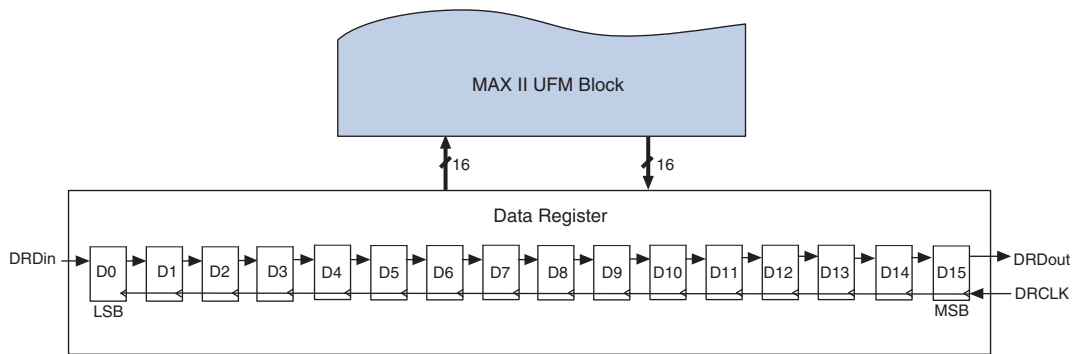 MAX II UFM Block
16 16
Data Register
DRDin D0 D1 D2 D3 D4 D5 D6 D7 D8 D9 D10 D11 D12 D13 D14 D15 DRDout
DRCLK
LSB MSB